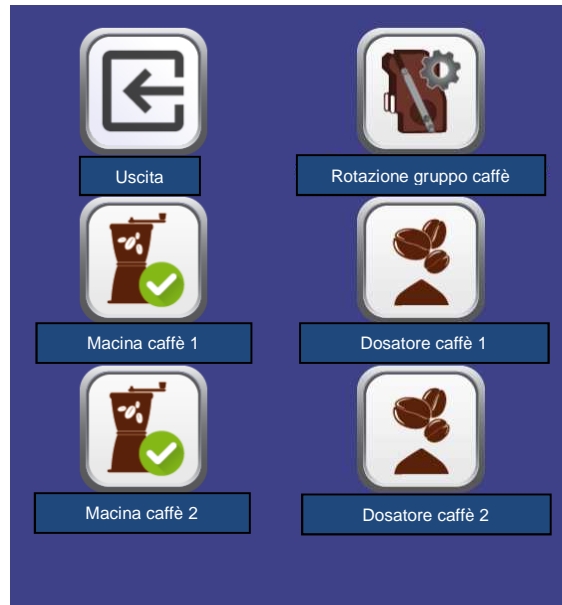 Uscita
Rotazione gruppo caffè
Macina caffè 1
Dosatore caffè 1
Macina caffè 2
Dosatore caffè 2